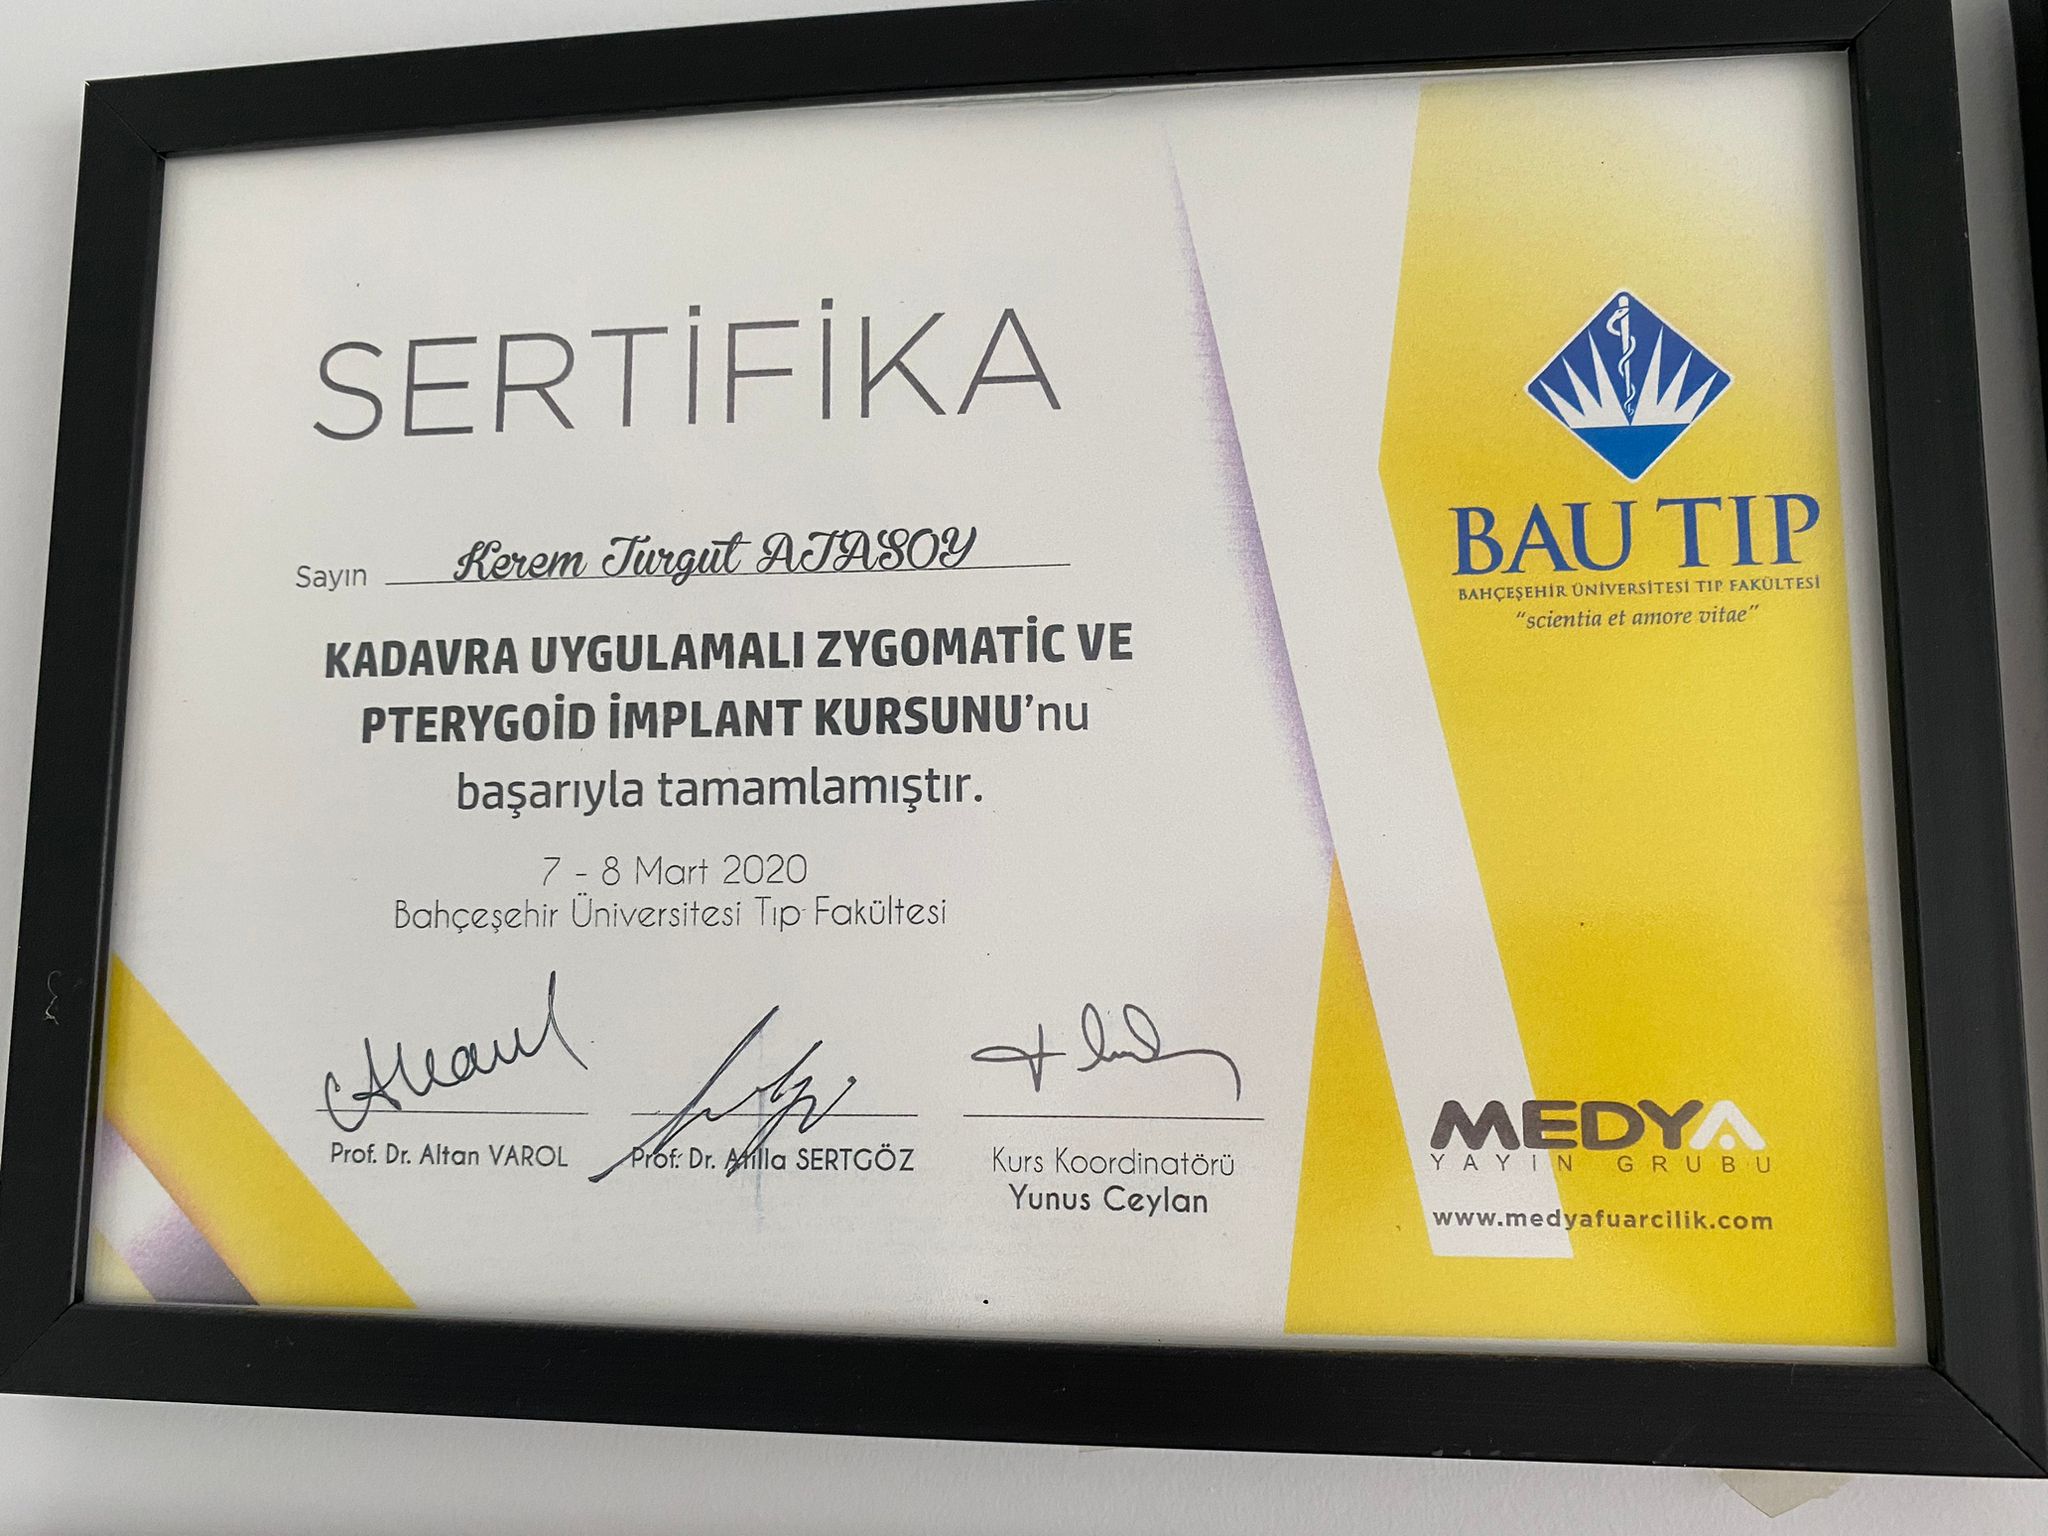 SERTİFİKA
Sayın Kerem Turgut ATASOY
KADAVRA UYGULAMALI ZYGOMATİC VE
PTERYGOİD İMPLANT KURSUNU'nu
başarıyla tamamlamıştır.
7 - 8 Mart 2020
Bahçeşehir Üniversitesi Tıp Fakültesi
Prof. Dr. Altan VAROL
Prof. Dr. Atilla SERTGÖZ
Kurs Koordinatörü
Yunus Ceylan
BAU TIP
BAHÇEŞEHİR ÜNİVERSİTESİ TIP FAKÜLTESİ
"scientia et amore vitae"
MEDYA
YAYIN GRUBU
www.medyafuarcilik.com